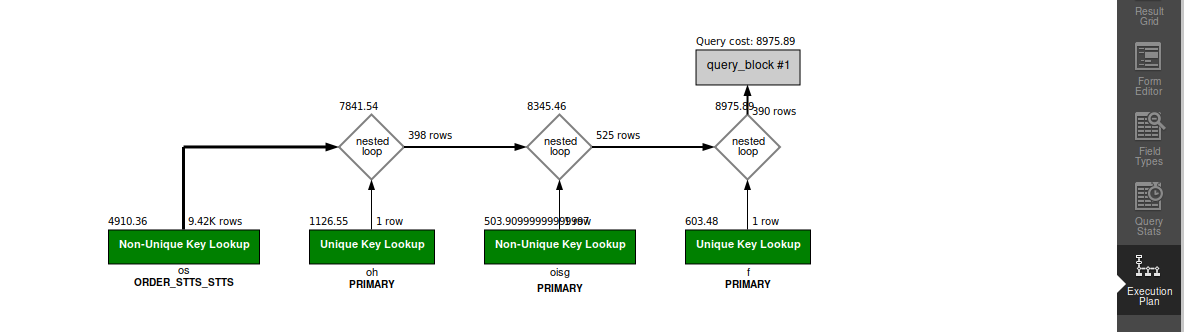 Query cost: 8975.89
query_block #1
7841.54
8345.46
8975.89
390 rows
nested
loop
398 rows
nested
loop
525 rows
nested
loop
4910.36
9.42K rows
1126.55
1 row
503.90999999999997
1 row
603.48
1 row
Non-Unique Key Lookup
Unique Key Lookup
Non-Unique Key Lookup
Unique Key Lookup
os
ORDER_STTS_STTS
oh
PRIMARY
oisg
PRIMARY
f
PRIMARY
Result
Grid
Form
Editor
Field
Types
Query
Stats
Execution
Plan